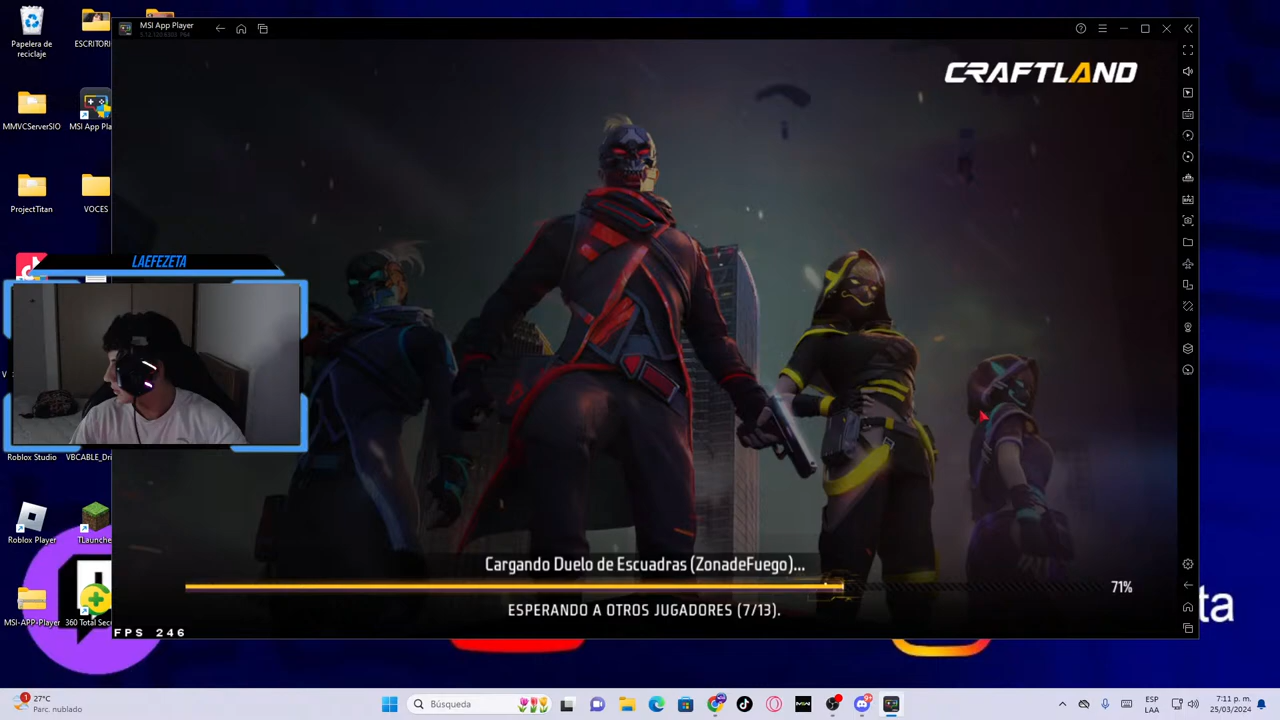 MSI App Player
CRAFTLAND
Papelera de reciclaje
MMVCServerSIO
MSI App Pla
ProjectTitan
VOCES
LAEFEZETA
Roblox Studio
VBCABLE_Dri
Roblox Player
TLaunche
MSI-APP-Player
360 Total Secu
Cargando Duelo de Escuadras (ZonadeFuego)...
71%
ESPERANDO A OTROS JUGADORES (7/13).
FPS 246
ta
27°C
Parc. nublado
Búsqueda
ESP
LAA
7:11 p. m.
25/03/2024